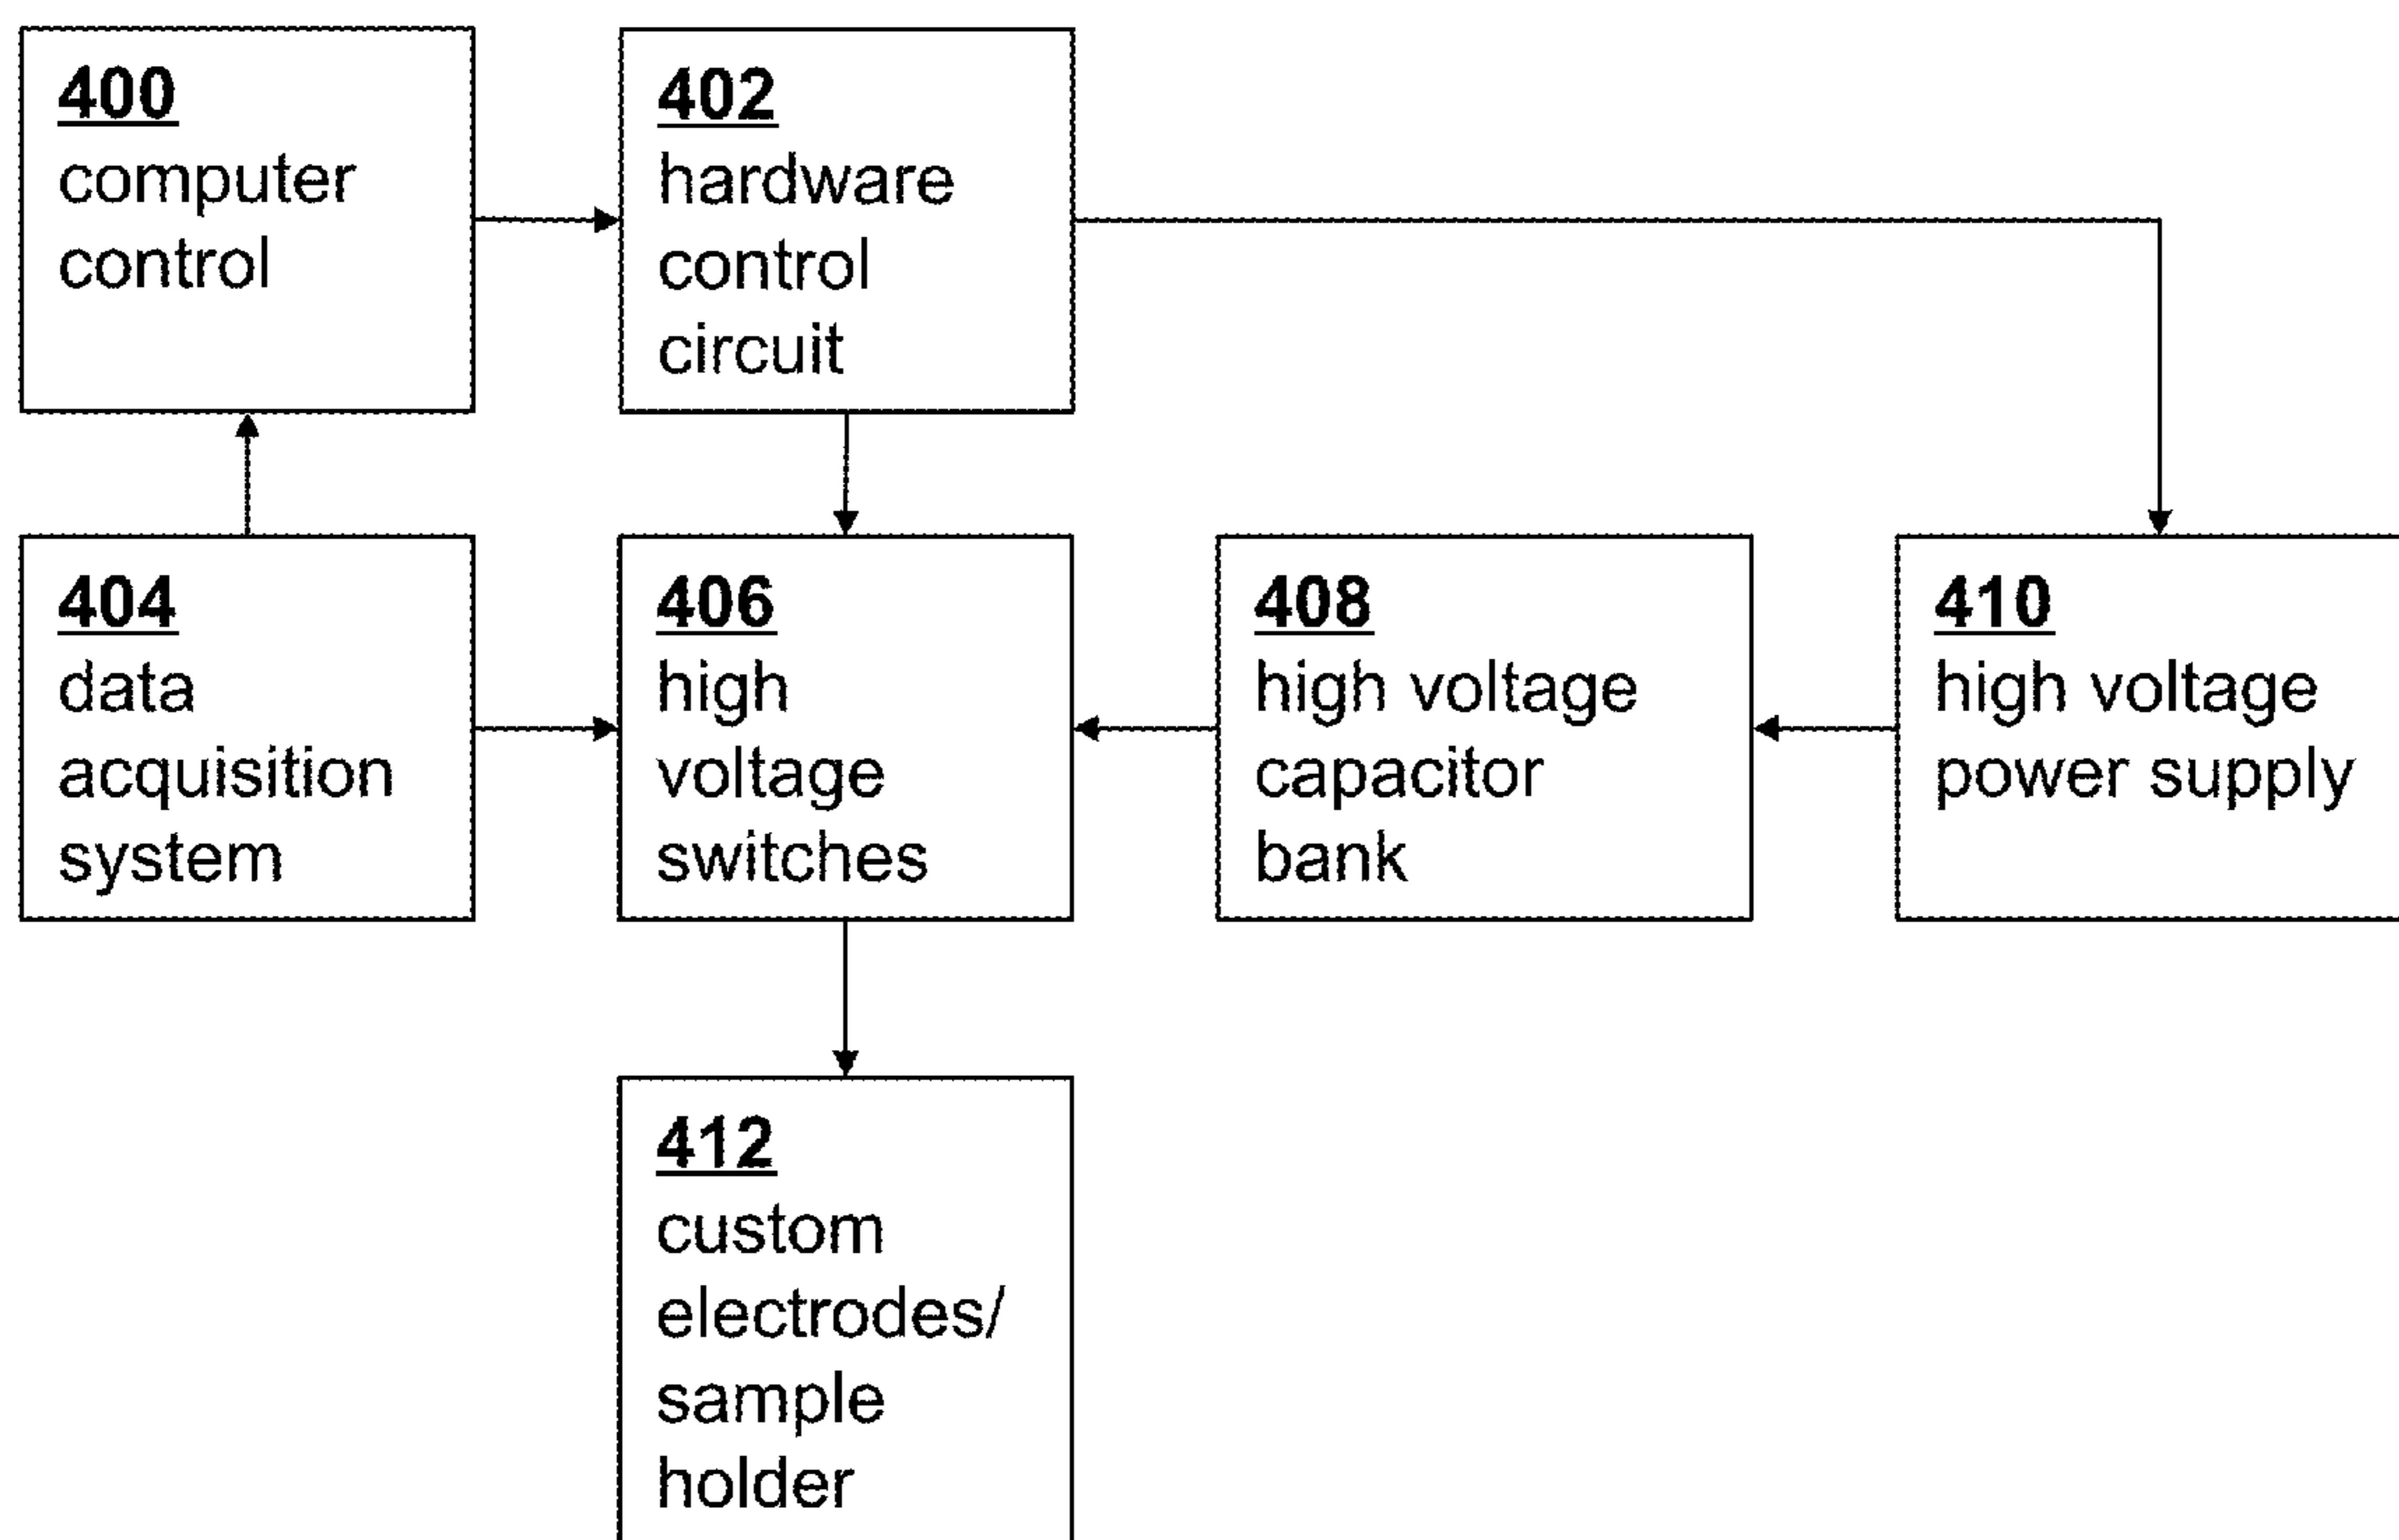 400
computer
control
402
hardware
control
circuit
404
data
acquisition
system
406
high
voltage
switches
408
high voltage
capacitor
bank
410
high voltage
power supply
412
custom
electrodes/
sample
holder